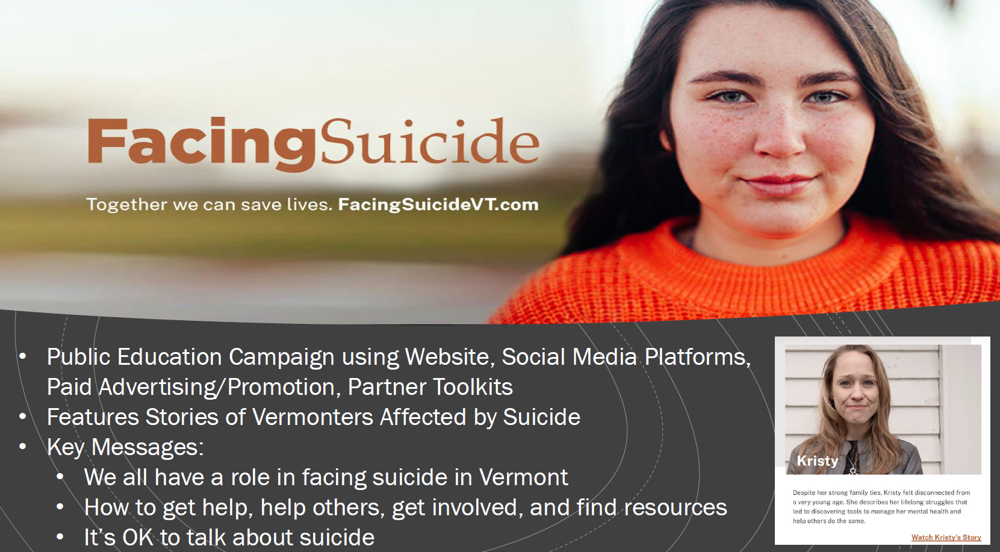 FacingSuicide
Together we can save lives. FacingSuicideVT.com
• Public Education Campaign using Website, Social Media Platforms,
Paid Advertising/Promotion, Partner Toolkits
• Features Stories of Vermonters Affected by Suicide
• Key Messages:
• We all have a role in facing suicide in Vermont
• How to get help, help others, get involved, and find resources
• It's OK to talk about suicide
Kristy
Despite her strong family ties, Kristy felt disconnected from
a very young age. She describes her lifelong struggles that
led to discovering tools to manage her mental health and
help others do the same.
Watch Kristy's Story